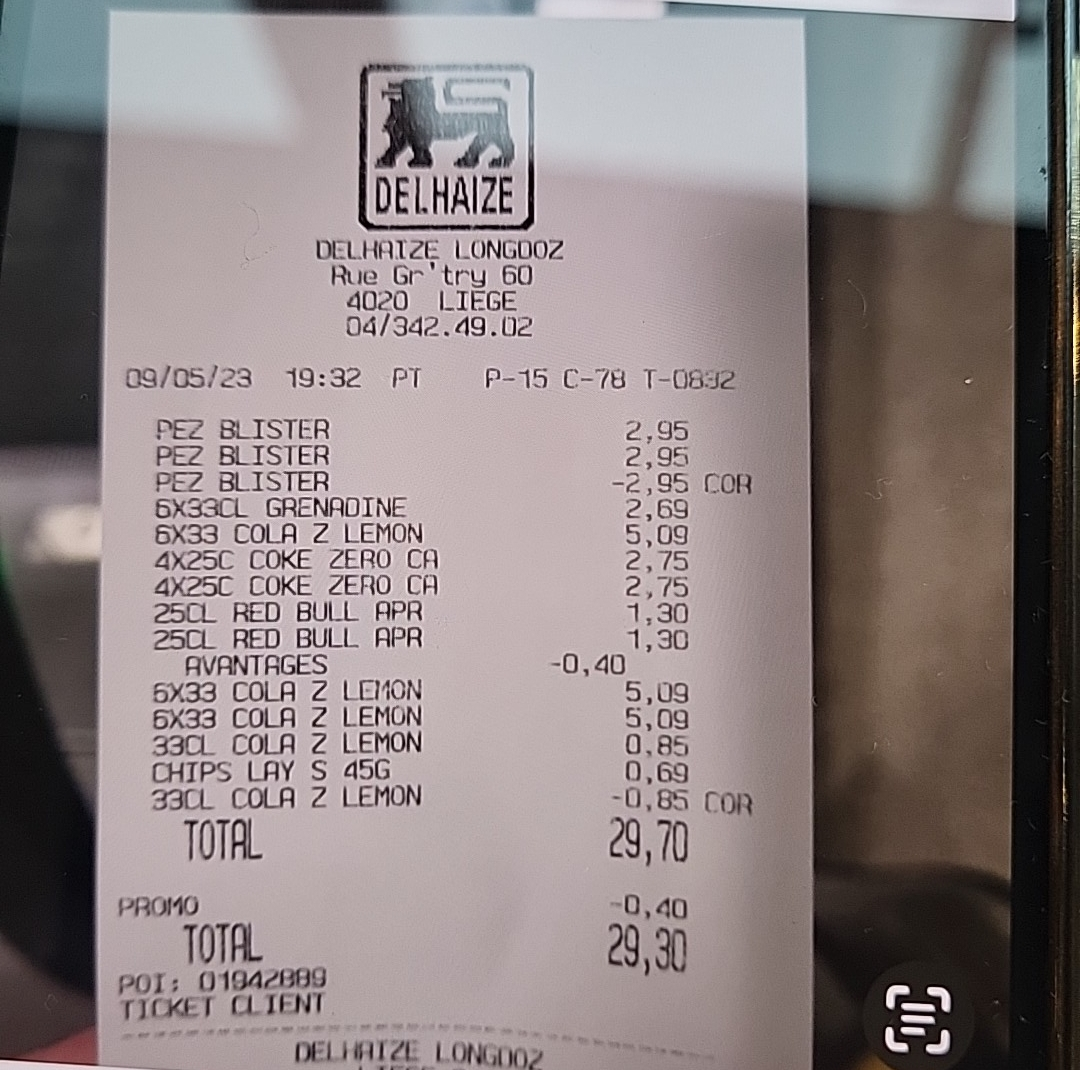 DELHAIZE
DELHAIZE LONGDOZ
Rue Gr'try 60
4020 LIEGE
04/342.49.02
09/05/23 19:32 PT P-15 C-78 T-0832
PEZ BLISTER 2,95
PEZ BLISTER 2,95
PEZ BLISTER -2,95 COR
6X33CL GRENADINE 2,69
6X33 COLA Z LEMON 5,09
4X25C COKE ZERO CA 2,75
4X25C COKE ZERO CA 2,75
25CL RED BULL APR 1,30
25CL RED BULL APR 1,30
AVANTAGES -0,40
6X33 COLA Z LEMON 5,09
6X33 COLA Z LEMON 5,09
33CL COLA Z LEMON 0,85
CHIPS LAY S 45G 0,69
33CL COLA Z LEMON -0,85 COR
TOTAL 29,70
PROMO -0,40
TOTAL 29,30
POI: 01942889
TICKET CLIENT
DELHAIZE LONGDOZ